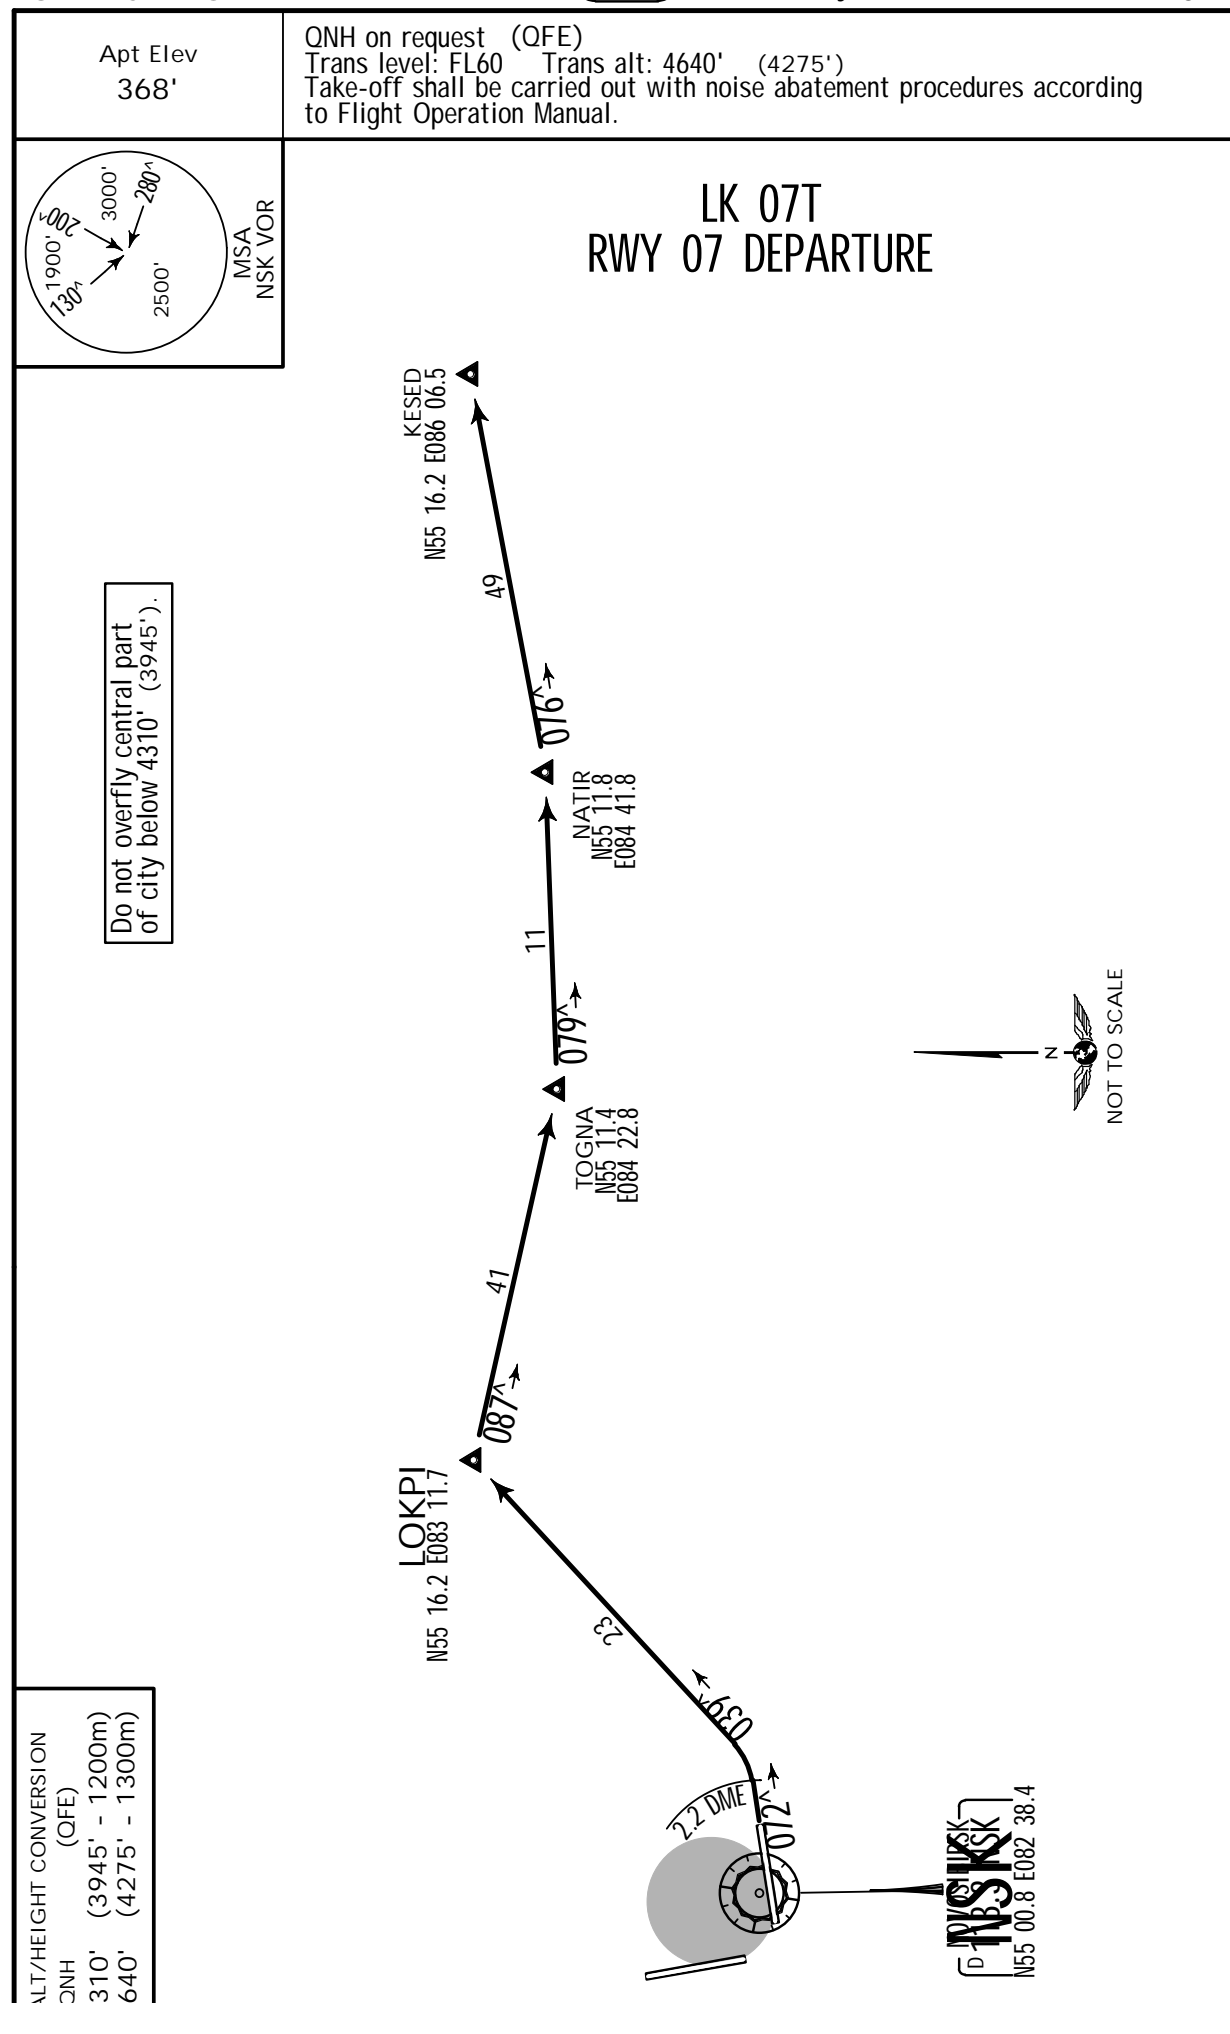 Apt Elev
368'
QNH on request (QFE)
Trans level: FL60 Trans alt: 4640' (4275')
Take-off shall be carried out with noise abatement procedures according
to Flight Operation Manual.
3000'
280^
200^
1900'
130^
2500'
MSA
NSK VOR
LK 07T
RWY 07 DEPARTURE
KESED
N55 16.2 E086 06.5
49
076^
Do not overfly central part
of city below 4310' (3945').
NATIR
N55 11.8
E084 41.8
11
079^
N
NOT TO SCALE
TOGNA
N55 11.4
E084 22.8
41
087^
LOKPI
N55 16.2 E083 11.7
23
039^
2.2 DME
072^
D
NSK
N55 00.8 E082 38.4
ALT/HEIGHT CONVERSION
QNH (QFE)
310' (3945' - 1200m)
640' (4275' - 1300m)